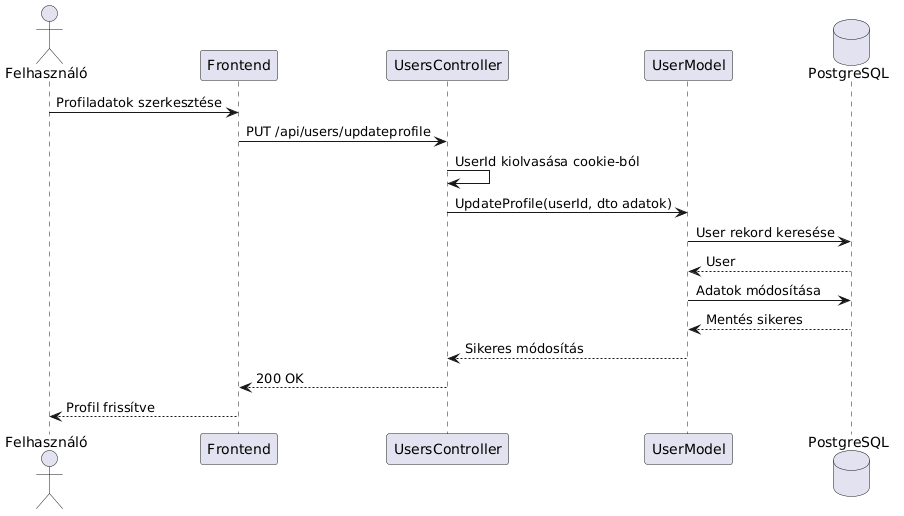 Felhasználó
Frontend
UsersController
UserModel
PostgreSQL
Profiladatok szerkesztése
PUT /api/users/updateprofile
UserId kiolvasása cookie-ból
UpdateProfile(userId, dto adatok)
User rekord keresése
User
Adatok módosítása
Mentés sikeres
Sikeres módosítás
200 OK
Profil frissítve
Felhasználó
Frontend
UsersController
UserModel
PostgreSQL